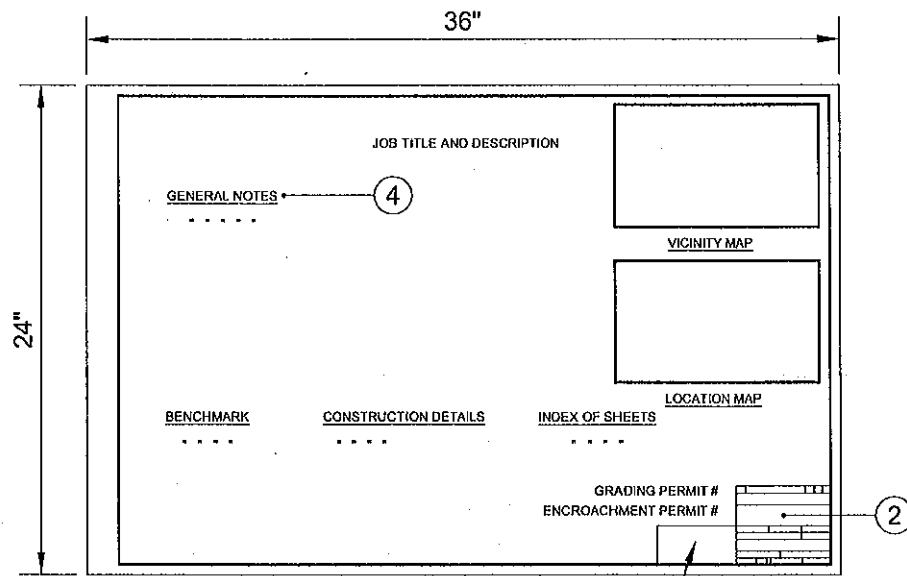 36"
JOB TITLE AND DESCRIPTION
GENERAL NOTES
4
VICINITY MAP
24"
LOCATION MAP
BENCHMARK
CONSTRUCTION DETAILS
INDEX OF SHEETS
GRADING PERMIT #
ENCROACHMENT PERMIT #
2